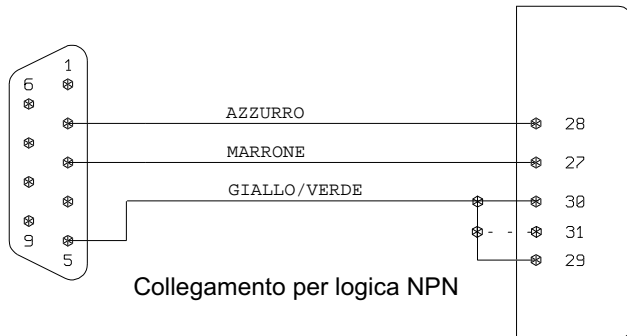 1
6
AZZURRO
28
MARRONE
27
GIALLO/VERDE
30
31
9
5
29
Collegamento per logica NPN